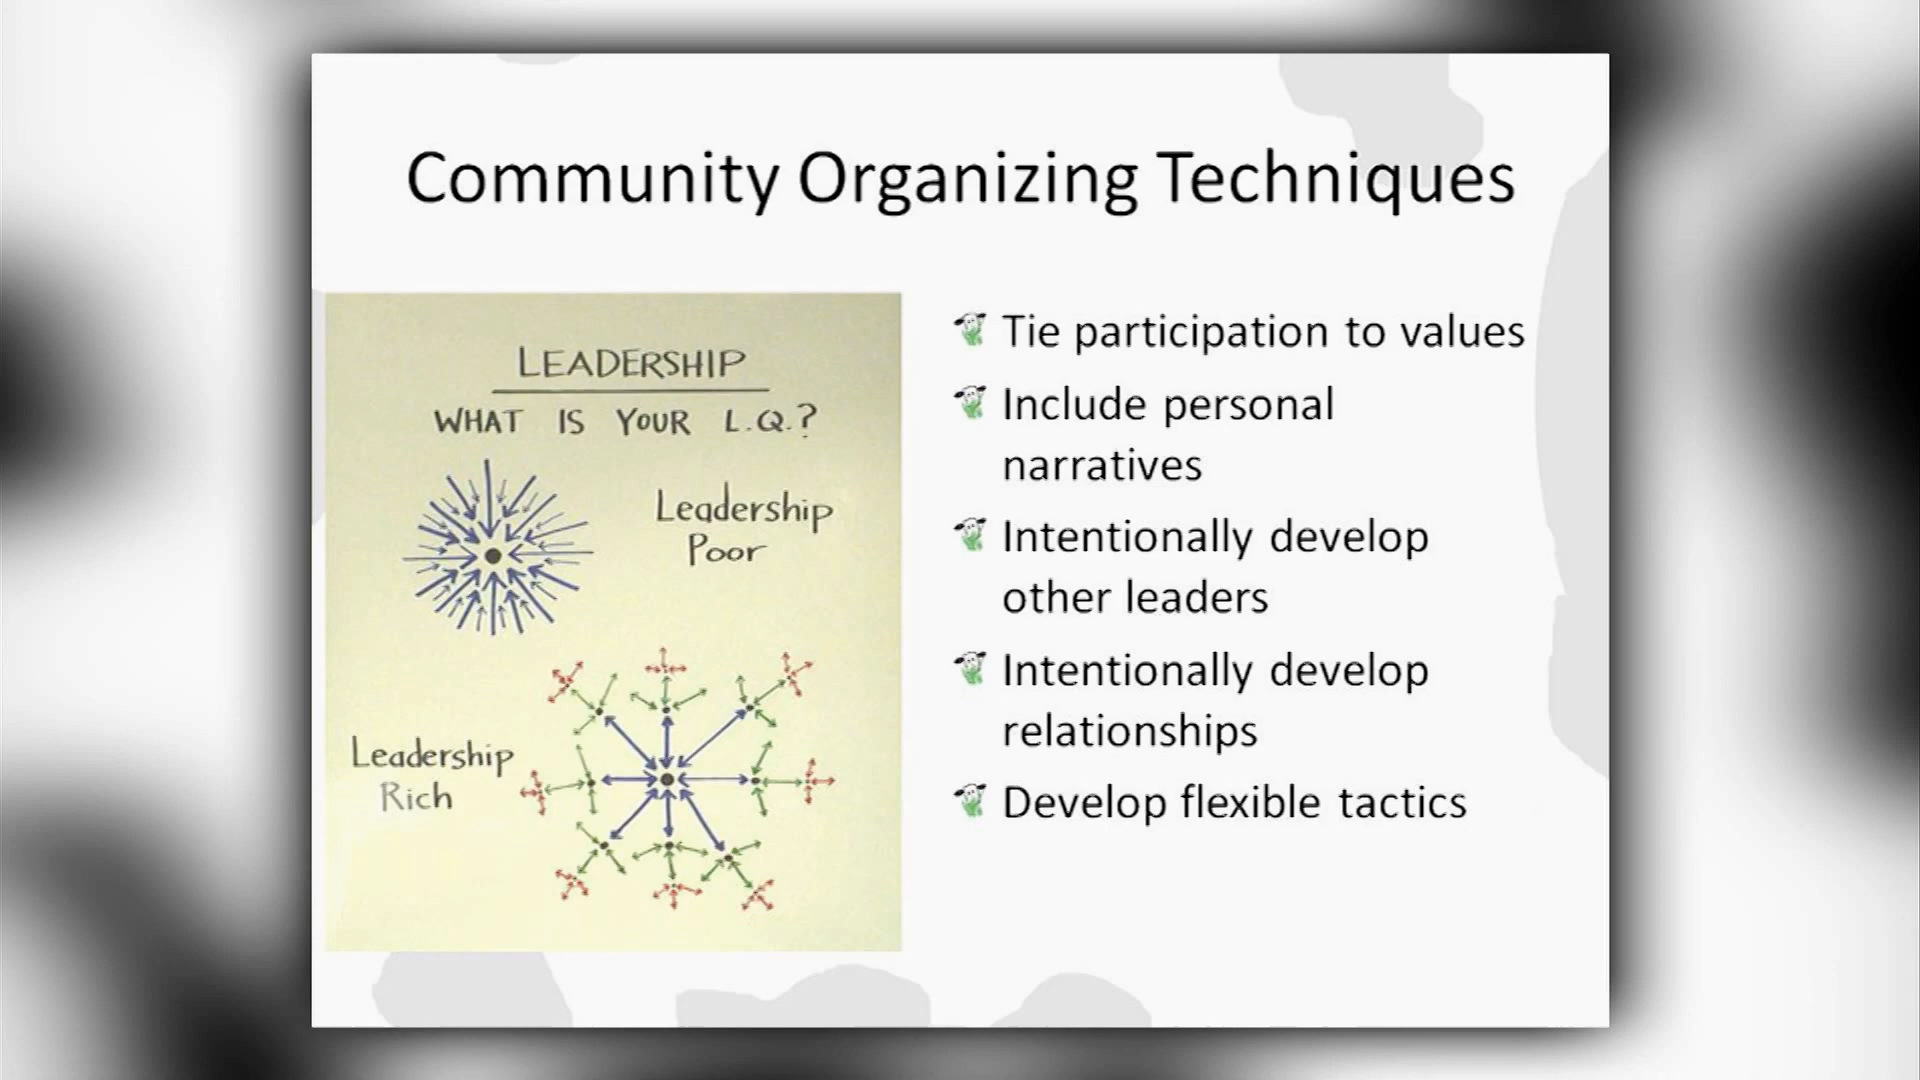 Community Organizing Techniques
LEADERSHIP
WHAT IS YOUR L.Q.?
Leadership
Poor
Leadership
Rich
Tie participation to values
Include personal
narratives
Intentionally develop
other leaders
Intentionally develop
relationships
Develop flexible tactics